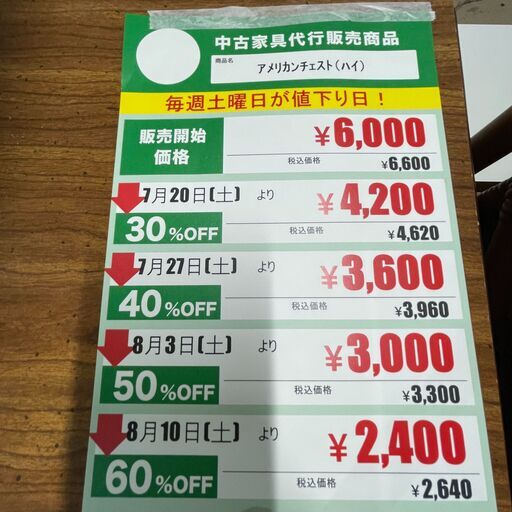 中古家具代行販売商品
商品名 アメリカンチェスト(ハイ)
毎週土曜日が値下り日!
販売開始価格 ¥6,000
税込価格 ¥6,600
7月20日(土) より ¥4,200
30%OFF 税込価格 ¥4,620
7月27日(土) より ¥3,600
40%OFF 税込価格 ¥3,960
8月3日(土) より ¥3,000
50%OFF 税込価格 ¥3,300
8月10日(土) より ¥2,400
60%OFF 税込価格 ¥2,640